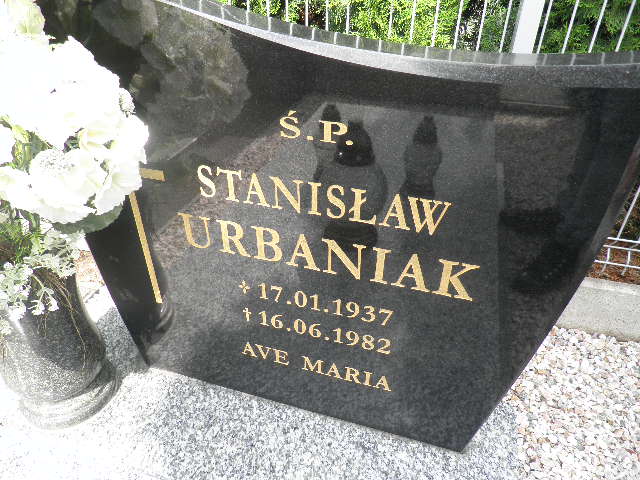 Ś.P.
STANISŁAW
URBANIAK
* 17.01.1937
† 16.06.1982
AVE MARIA